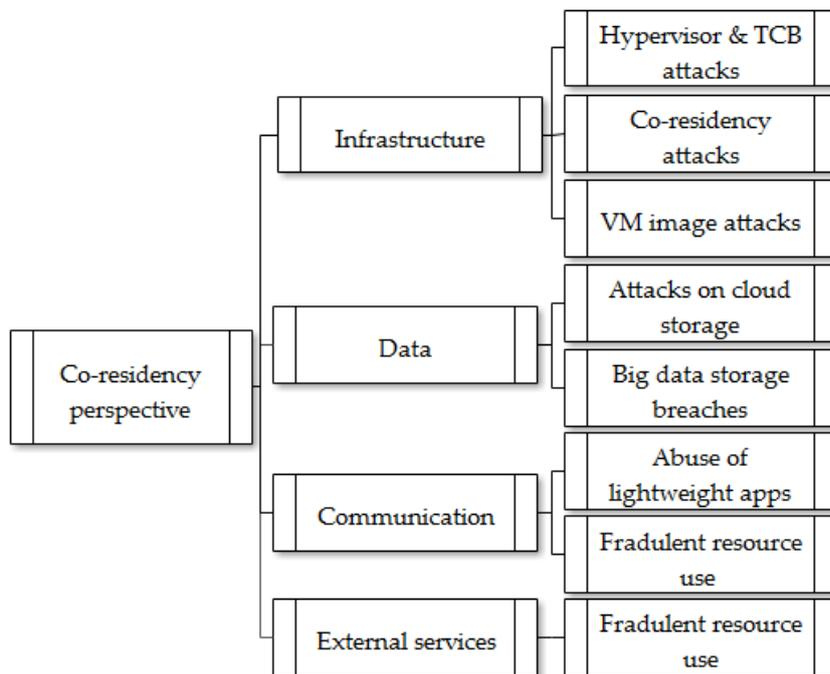 Co-residency
perspective
Infrastructure
Hypervisor & TCB
attacks
Co-residency
attacks
VM image attacks
Data
Attacks on cloud
storage
Big data storage
breaches
Communication
Abuse of
lightweight apps
Fradulent resource
use
External services
Fradulent resource
use